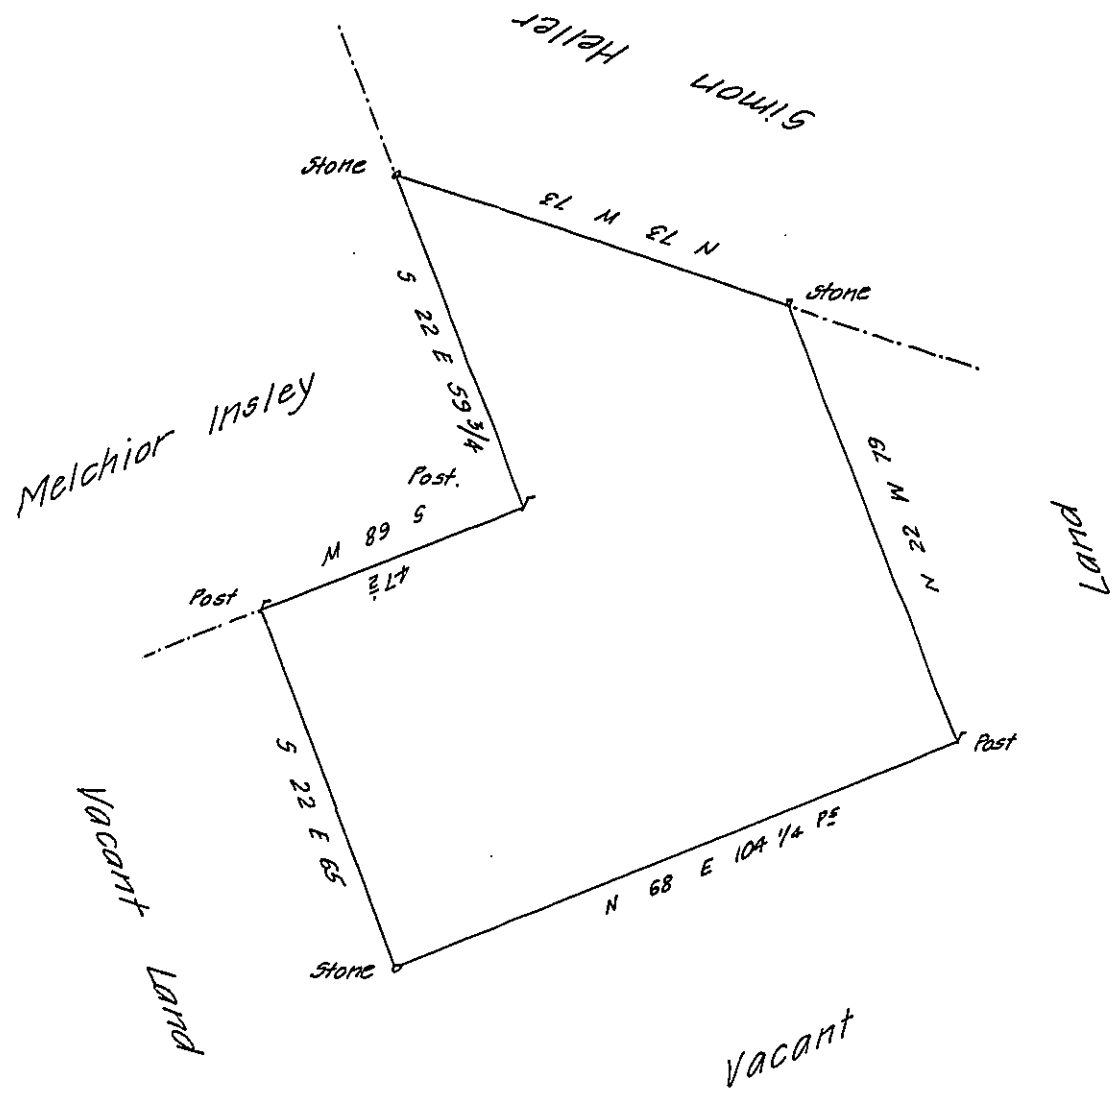 Simon Heller
Stone
N 73 W 73
Stone
S 22 E 59 3/4
Melchior Insley
Post.
S 68 W
47 1/2
Post
N 22 W 79
Land
Post
S 22 E 65
N 68 E 104 1/4 Ps
Vacant Land
Stone
Vacant